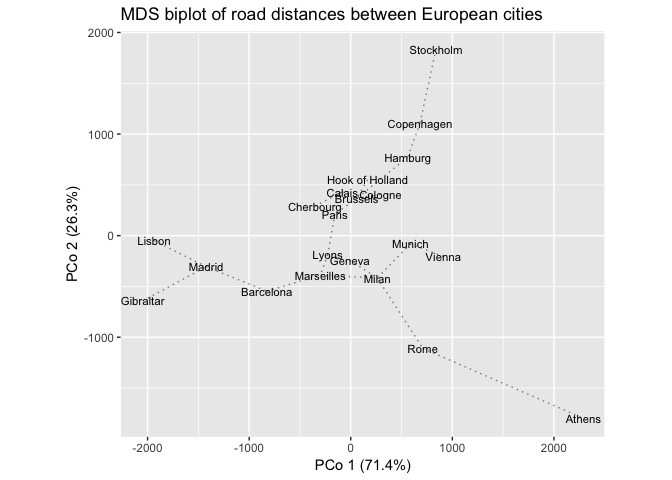 MDS biplot of road distances between European cities
2000
Stockholm
Copenhagen
1000
Hamburg
Hook of Holland
Calais
Cologne
Brussels
Cherbourg
Paris
PCo 2 (26.3%)
0
Lisbon
Munich
Lyons
Vienna
Geneva
Madrid
Marseilles
Milan
Barcelona
Gibraltar
-1000
Rome
Athens
-2000
-1000
0
1000
2000
PCo 1 (71.4%)